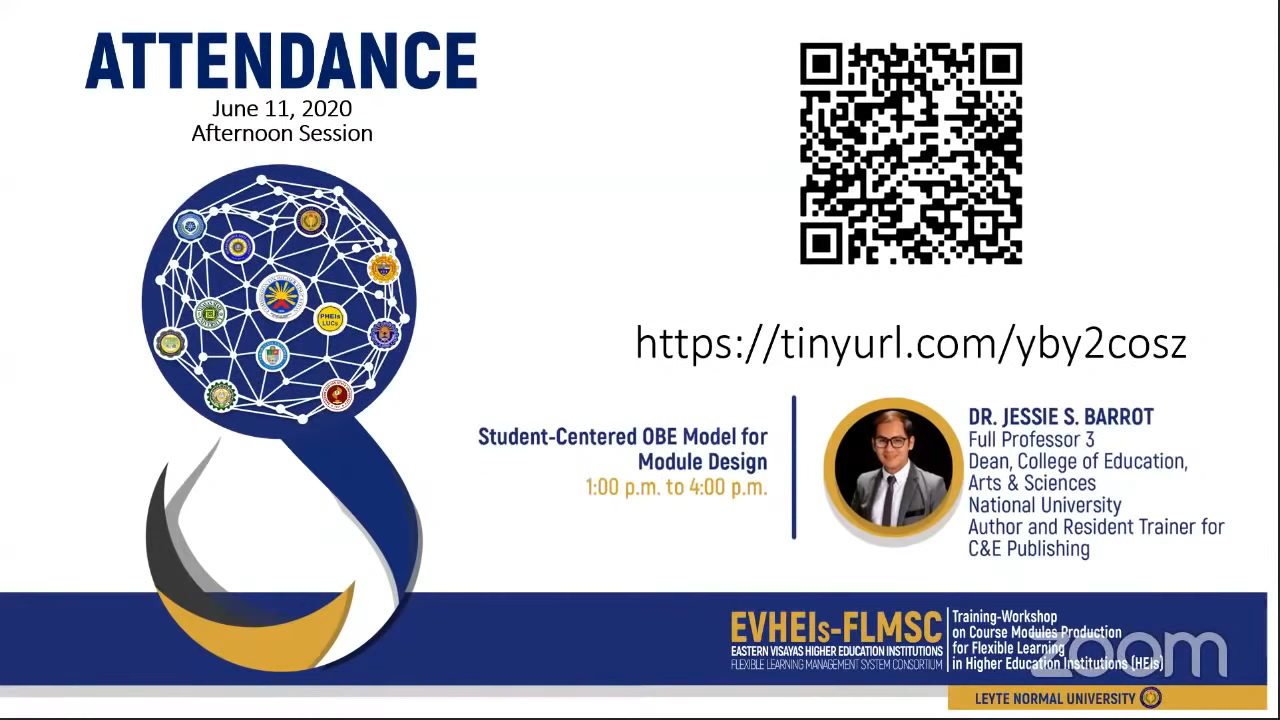 ATTENDANCE
June 11, 2020
Afternoon Session
PHEIs
LUCs
https://tinyurl.com/yby2cosz
Student-Centered OBE Model for
Module Design
1:00 p.m. to 4:00 p.m.
DR. JESSIE S. BARROT
Full Professor 3
Dean, College of Education,
Arts & Sciences
National University
Author and Resident Trainer for
C&E Publishing
EVHEIs-FLMSC
EASTERN VISAYAS HIGHER EDUCATION INSTITUTIONS
FLEXIBLE LEARNING MANAGEMENT SYSTEM CONSORTIUM
Training-Workshop
on Course Modules Production
for Flexible Learning
in Higher Education Institutions (HEIs)
zoom
LEYTE NORMAL UNIVERSITY